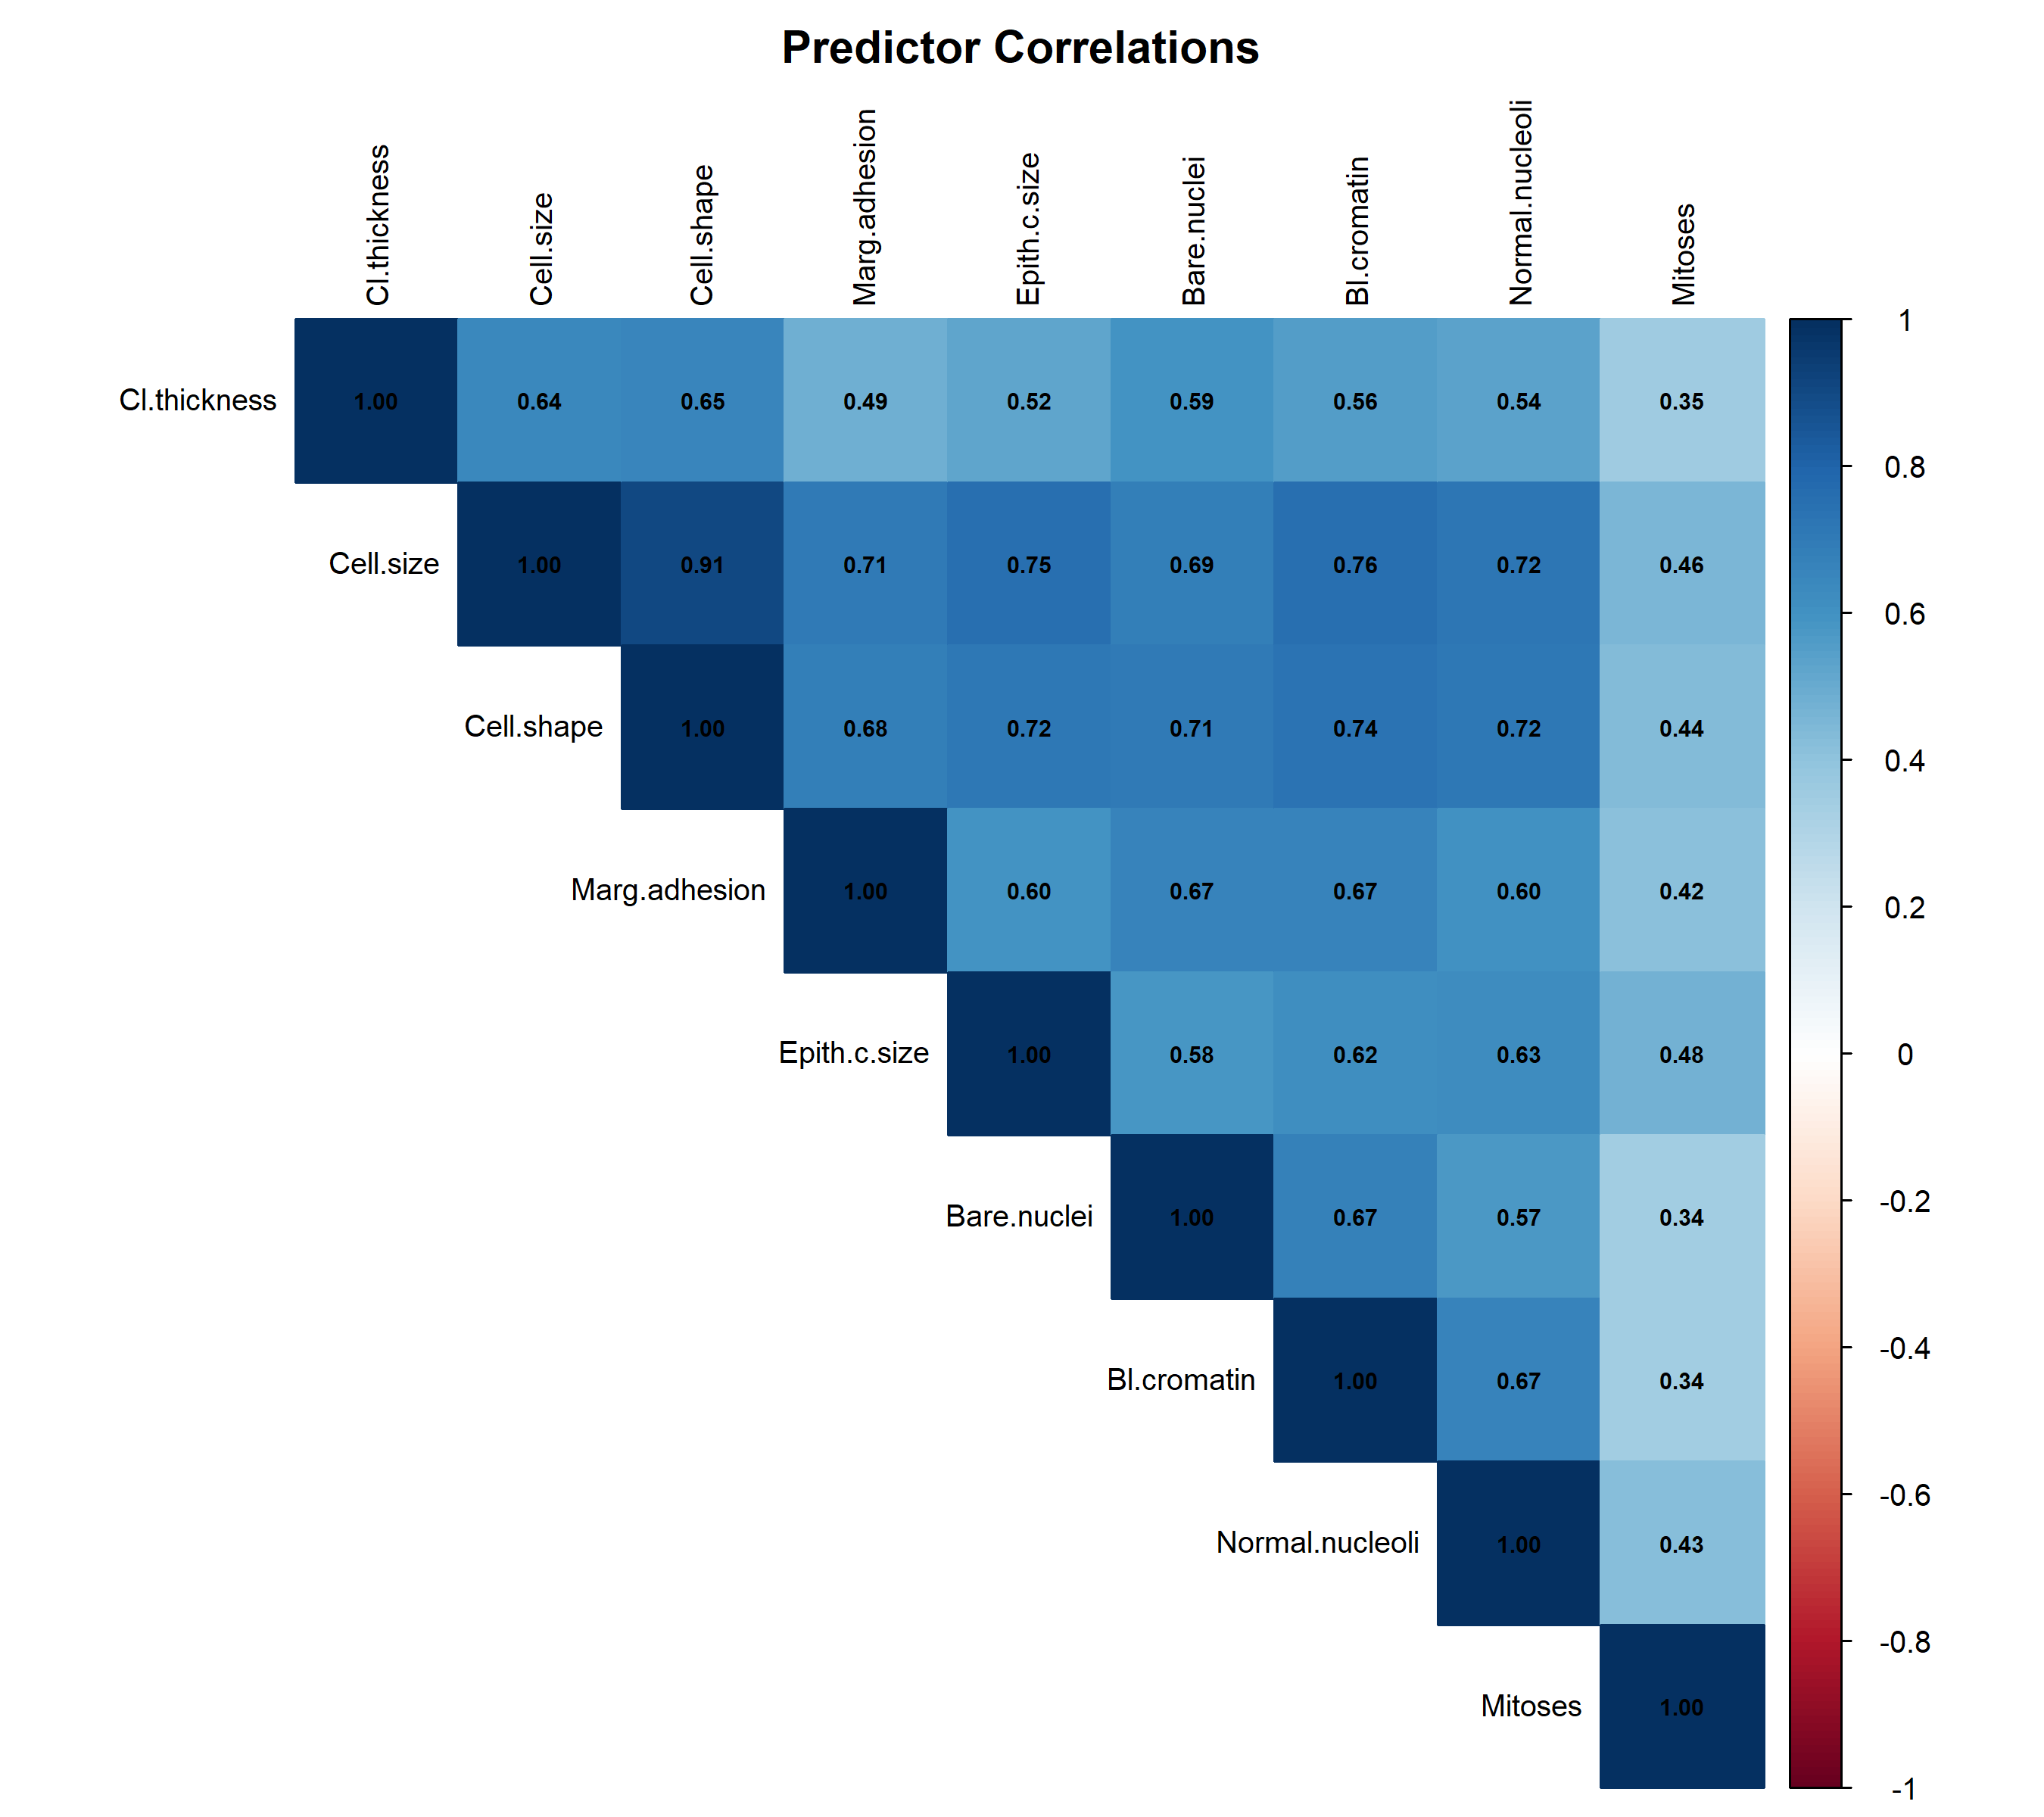 Predictor Correlations
Cl.thickness
Cell.size
Cell.shape
Marg.adhesion
Epith.c.size
Bare.nuclei
Bl.cromatin
Normal.nucleoli
Mitoses
Cl.thickness 1.00 0.64 0.65 0.49 0.52 0.59 0.56 0.54 0.35
Cell.size 1.00 0.91 0.71 0.75 0.69 0.76 0.72 0.46
Cell.shape 1.00 0.68 0.72 0.71 0.74 0.72 0.44
Marg.adhesion 1.00 0.60 0.67 0.67 0.60 0.42
Epith.c.size 1.00 0.58 0.62 0.63 0.48
Bare.nuclei 1.00 0.67 0.57 0.34
Bl.cromatin 1.00 0.67 0.34
Normal.nucleoli 1.00 0.43
Mitoses 1.00
1
0.8
0.6
0.4
0.2
0
-0.2
-0.4
-0.6
-0.8
-1